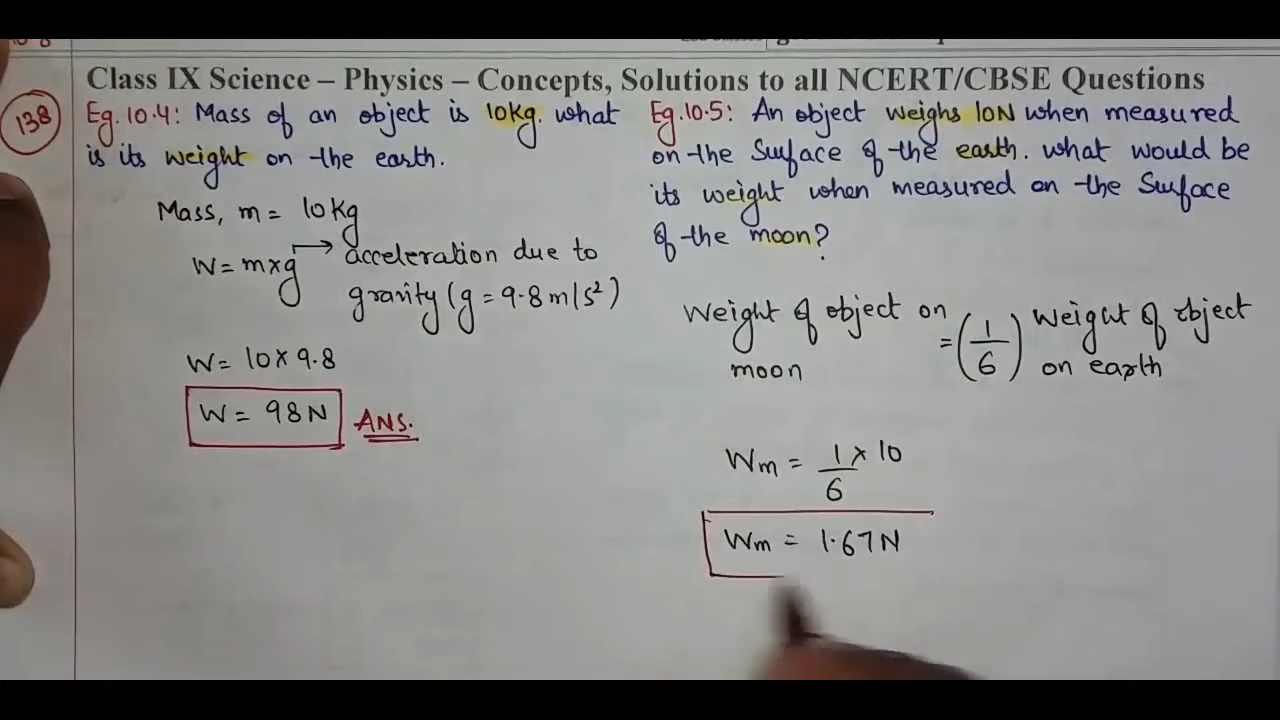 Class IX Science – Physics – Concepts, Solutions to all NCERT/CBSE Questions
138
Eg. 10.4: Mass of an object is 10kg. what
is its weight on the earth.
Mass, m = 10kg
W = m×g → acceleration due to
gravity (g = 9.8 m/s²)
W = 10 × 9.8
W = 98N ANS.
Eg. 10.5: An object weighs 10N when measured
on the Surface of the earth. what would be
its weight when measured on the Surface
of the moon?
Weight of object on = (1/6) weight of object
moon on earth
Wm = 1/6 × 10
Wm = 1.67N